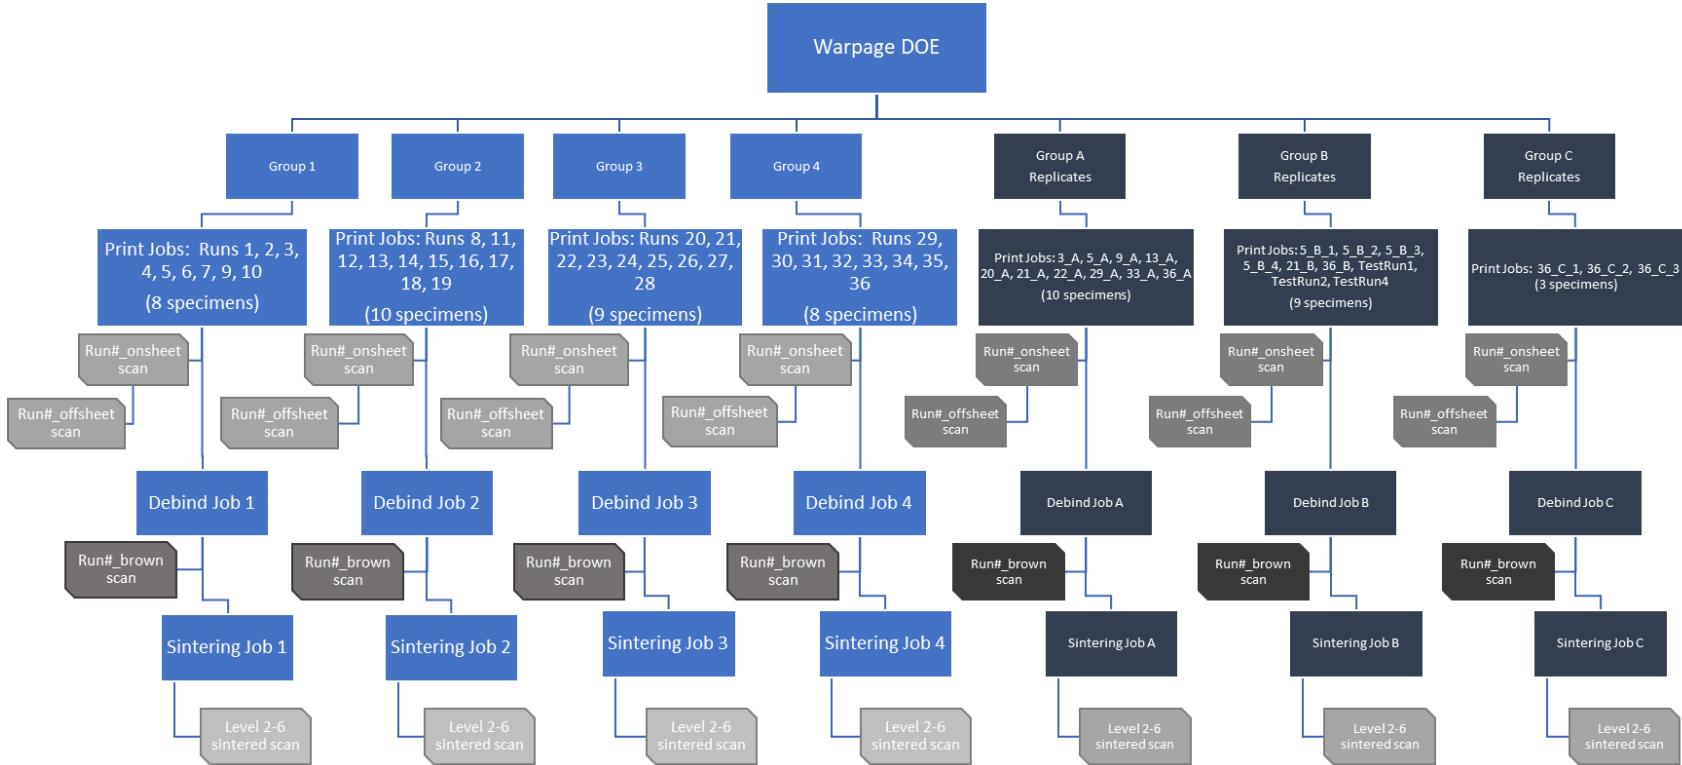 Warpage DOE
Group 1
Group 2
Group 3
Group 4
Group A
Replicates
Group B
Replicates
Group C
Replicates
Print Jobs:  Runs 1, 2, 3,
4, 5, 6, 7, 9, 10
(8 specimens)
Print Jobs: Runs 8, 11,
12, 13, 14, 15, 16, 17,
18, 19
(10 specimens)
Print Jobs: Runs 20, 21,
22, 23, 24, 25, 26, 27,
28
(9 specimens)
Print Jobs:  Runs 29,
30, 31, 32, 33, 34, 35,
36
(8 specimens)
Print Jobs: 3_A, 5_A, 9_A, 13_A,
20_A, 21_A, 22_A, 29_A, 33_A, 36_A
(10 specimens)
Print Jobs: 5_B_1, 5_B_2, 5_B_3,
5_B_4, 21_B, 36_B, TestRun1,
TestRun2, TestRun4
(9 specimens)
Print Jobs:  36_C_1, 36_C_2, 36_C_3
(3 specimens)
Run#_onsheet
scan
Run#_onsheet
scan
Run#_onsheet
scan
Run#_onsheet
scan
Run#_onsheet
scan
Run#_onsheet
scan
Run#_onsheet
scan
Run#_offsheet
scan
Run#_offsheet
scan
Run#_offsheet
scan
Run#_offsheet
scan
Run#_offsheet
scan
Run#_offsheet
scan
Run#_offsheet
scan
Debind Job 1
Debind Job 2
Debind Job 3
Debind Job 4
Debind Job A
Debind Job B
Debind Job C
Run#_brown
scan
Run#_brown
scan
Run#_brown
scan
Run#_brown
scan
Run#_brown
scan
Run#_brown
scan
Run#_brown
scan
Sintering Job 1
Sintering Job 2
Sintering Job 3
Sintering Job 4
Sintering Job A
Sintering Job B
Sintering Job C
Level 2-6
sintered scan
Level 2-6
sintered scan
Level 2-6
sintered scan
Level 2-6
sintered scan
Level 2-6
sintered scan
Level 2-6
sintered scan
Level 2-6
sintered scan